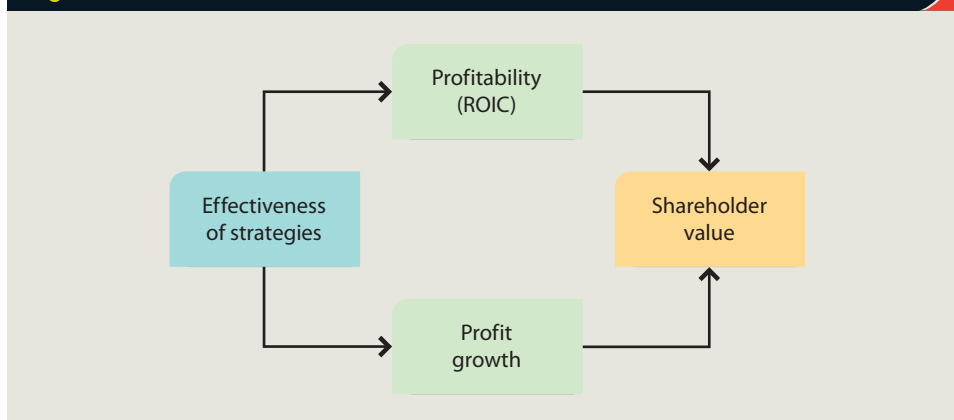 Profitability
(ROIC)
Effectiveness
of strategies
Shareholder
value
Profit
growth